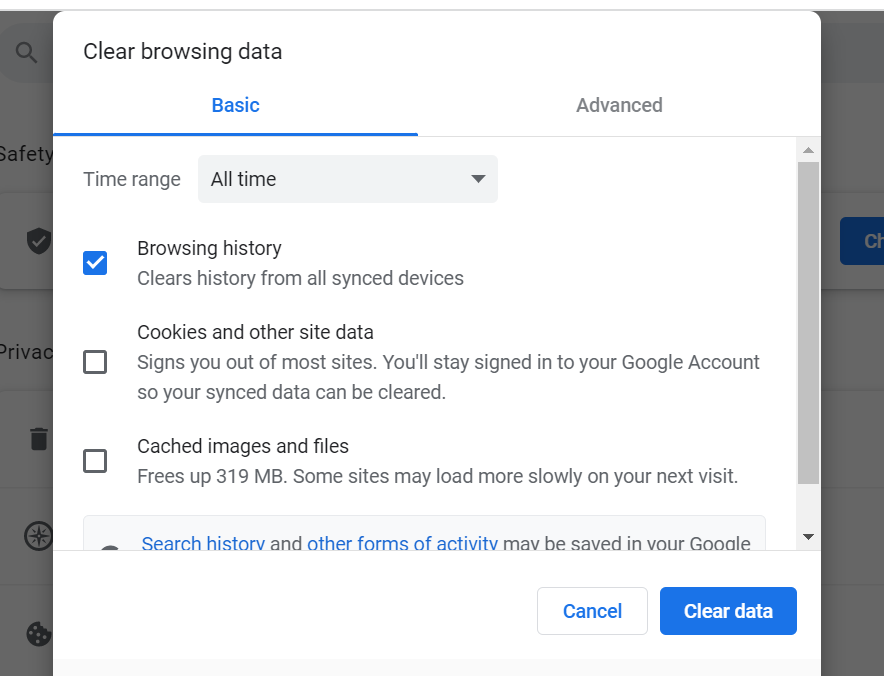 Clear browsing data
Basic
Advanced
Safety
Time range
All time
Browsing history
Clears history from all synced devices
Ch
Privac
Cookies and other site data
Signs you out of most sites. You'll stay signed in to your Google Account
so your synced data can be cleared.
Cached images and files
Frees up 319 MB. Some sites may load more slowly on your next visit.
Search history and other forms of activity may be saved in your Google
Cancel
Clear data